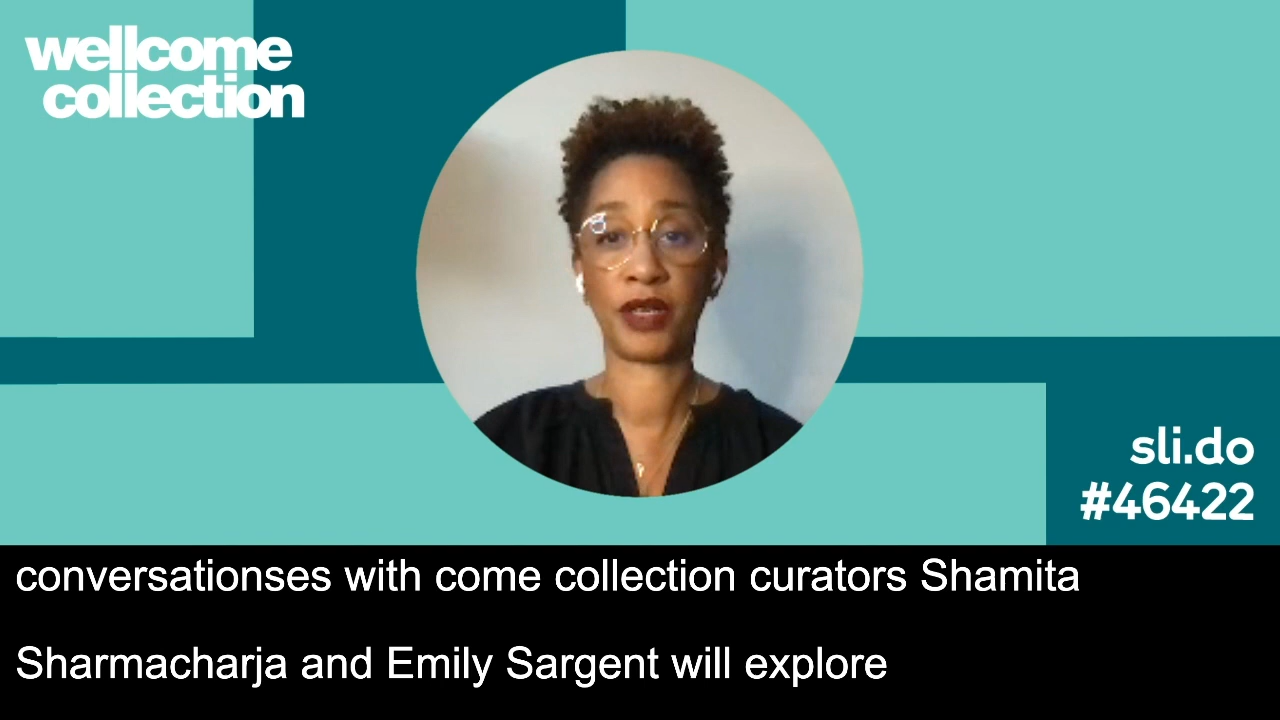 wellcome
collection
sli.do
#46422
conversationses with come collection curators Shamita
Sharmacharja and Emily Sargent will explore